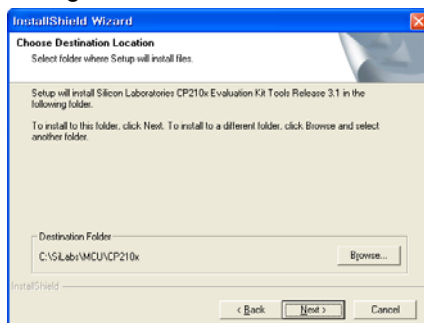 InstallShield Wizard
Choose Destination Location
Select folder where Setup will install files.
Setup will install Silicon Laboratories CP210x Evaluation Kit Tools Release 3.1 in the
following folder.
To install to this folder, click Next. To install to a different folder, click Browse and select
another folder.
Destination Folder
C:\SiLabs\MCU\CP210x
Browse...
InstallShield
< Back
Next >
Cancel